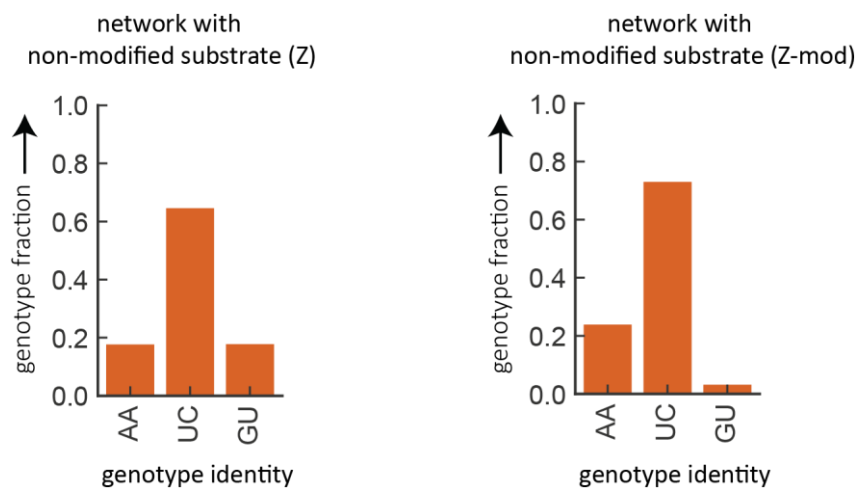 network with
non-modified substrate (Z)
genotype fraction
1.0
0.8
0.6
0.4
0.2
0.0
AA
UC
GU
genotype identity
network with
non-modified substrate (Z-mod)
genotype fraction
1.0
0.8
0.6
0.4
0.2
0.0
AA
UC
GU
genotype identity